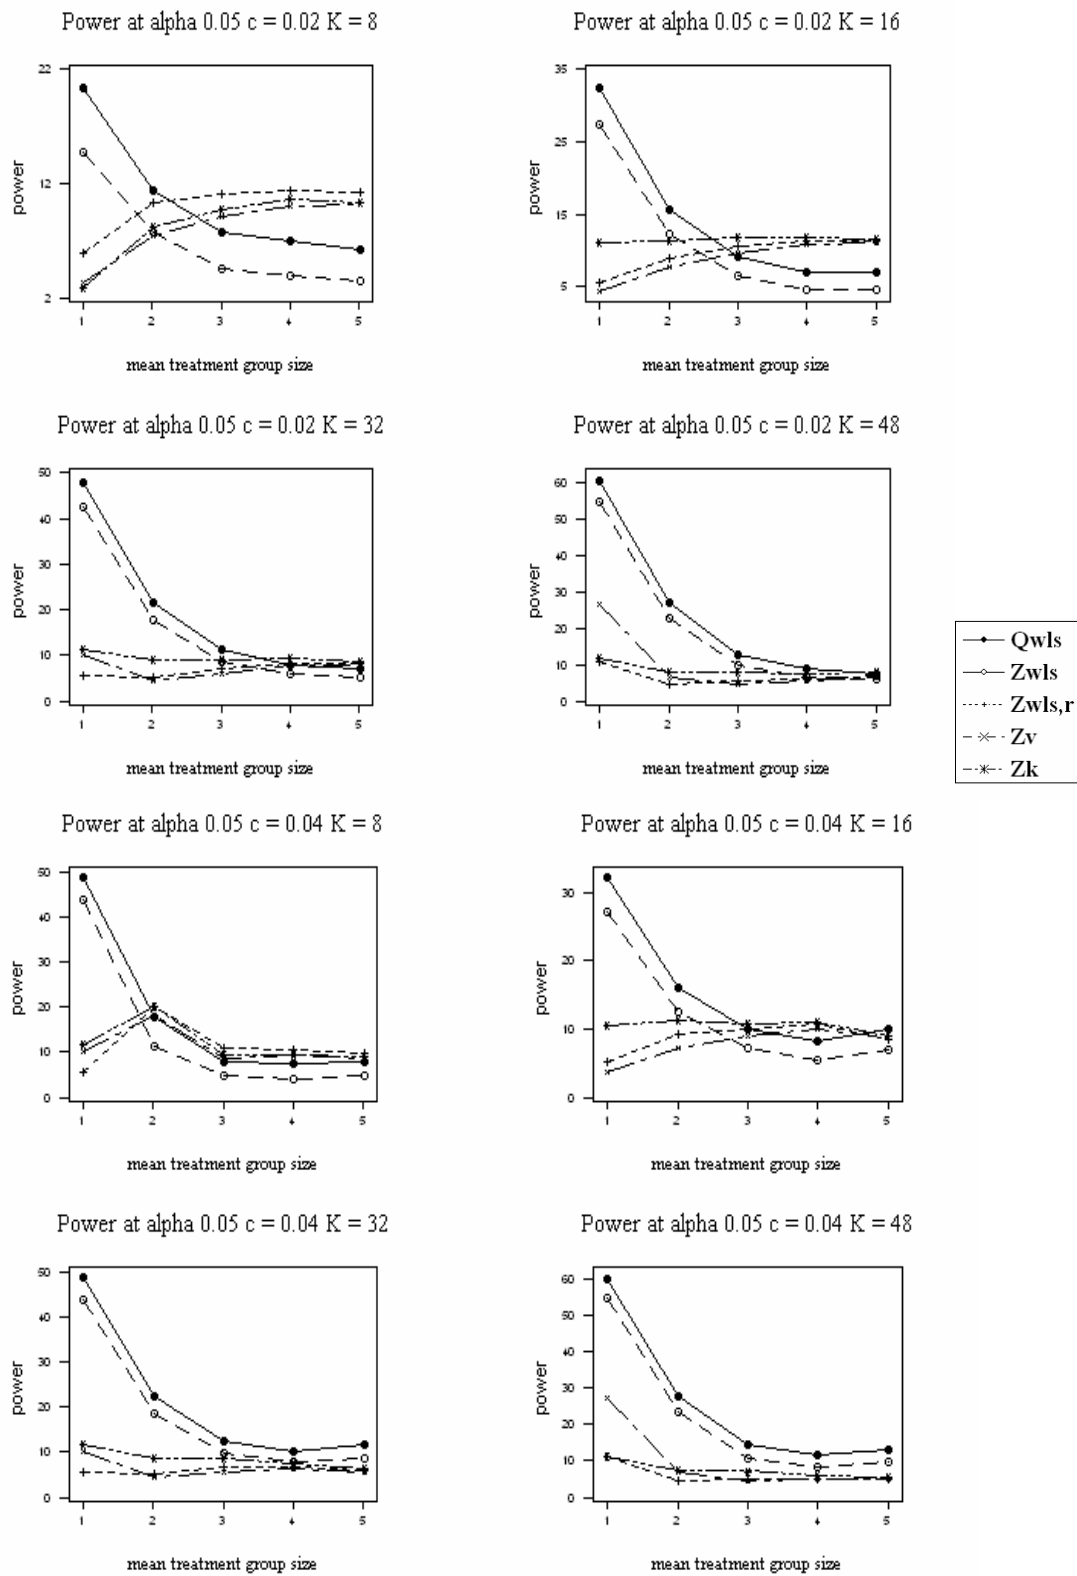 Power at alpha 0.05 c = 0.02 K = 8
22
12
2
power
1 2 3 4 5
mean treatment group size
Power at alpha 0.05 c = 0.02 K = 16
35
25
15
5
power
1 2 3 4 5
mean treatment group size
Power at alpha 0.05 c = 0.02 K = 32
50
40
30
20
10
0
power
1 2 3 4 5
mean treatment group size
Power at alpha 0.05 c = 0.02 K = 48
60
50
40
30
20
10
0
power
1 2 3 4 5
mean treatment group size
Qwls
Zwls
Zwls,r
Zv
Zk
Power at alpha 0.05 c = 0.04 K = 8
50
40
30
20
10
0
power
1 2 3 4 5
mean treatment group size
Power at alpha 0.05 c = 0.04 K = 16
30
20
10
0
power
1 2 3 4 5
mean treatment group size
Power at alpha 0.05 c = 0.04 K = 32
50
40
30
20
10
0
power
1 2 3 4 5
mean treatment group size
Power at alpha 0.05 c = 0.04 K = 48
60
50
40
30
20
10
0
power
1 2 3 4 5
mean treatment group size